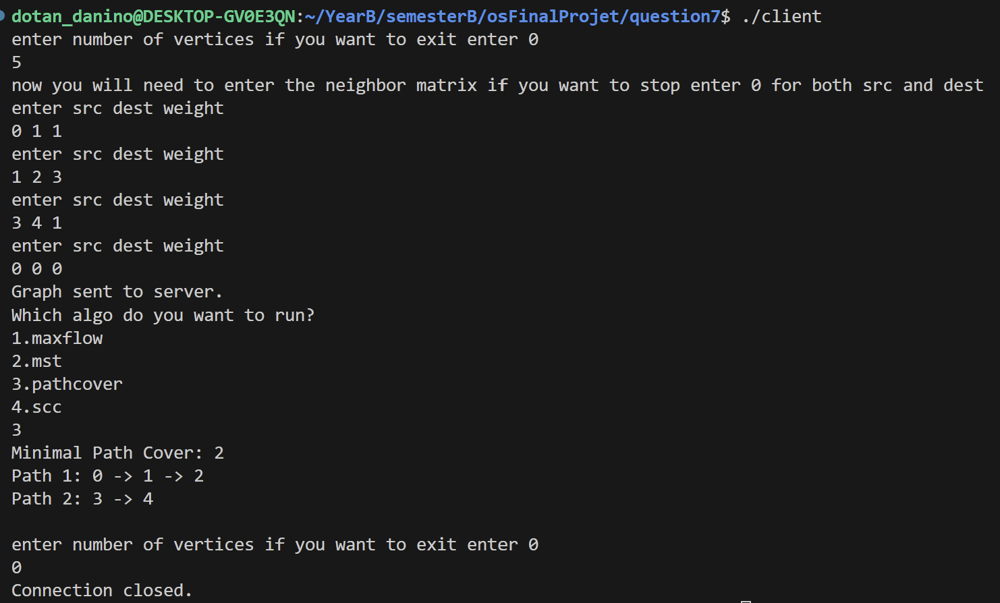 dotan_danino@DESKTOP-GV0E3QN:~/YearB/semesterB/osFinalProjet/question7$ ./client
enter number of vertices if you want to exit enter 0
5
now you will need to enter the neighbor matrix if you want to stop enter 0 for both src and dest
enter src dest weight
0 1 1
enter src dest weight
1 2 3
enter src dest weight
3 4 1
enter src dest weight
0 0 0
Graph sent to server.
Which algo do you want to run?
1.maxflow
2.mst
3.pathcover
4.scc
3
Minimal Path Cover: 2
Path 1: 0 -> 1 -> 2
Path 2: 3 -> 4
enter number of vertices if you want to exit enter 0
0
Connection closed.